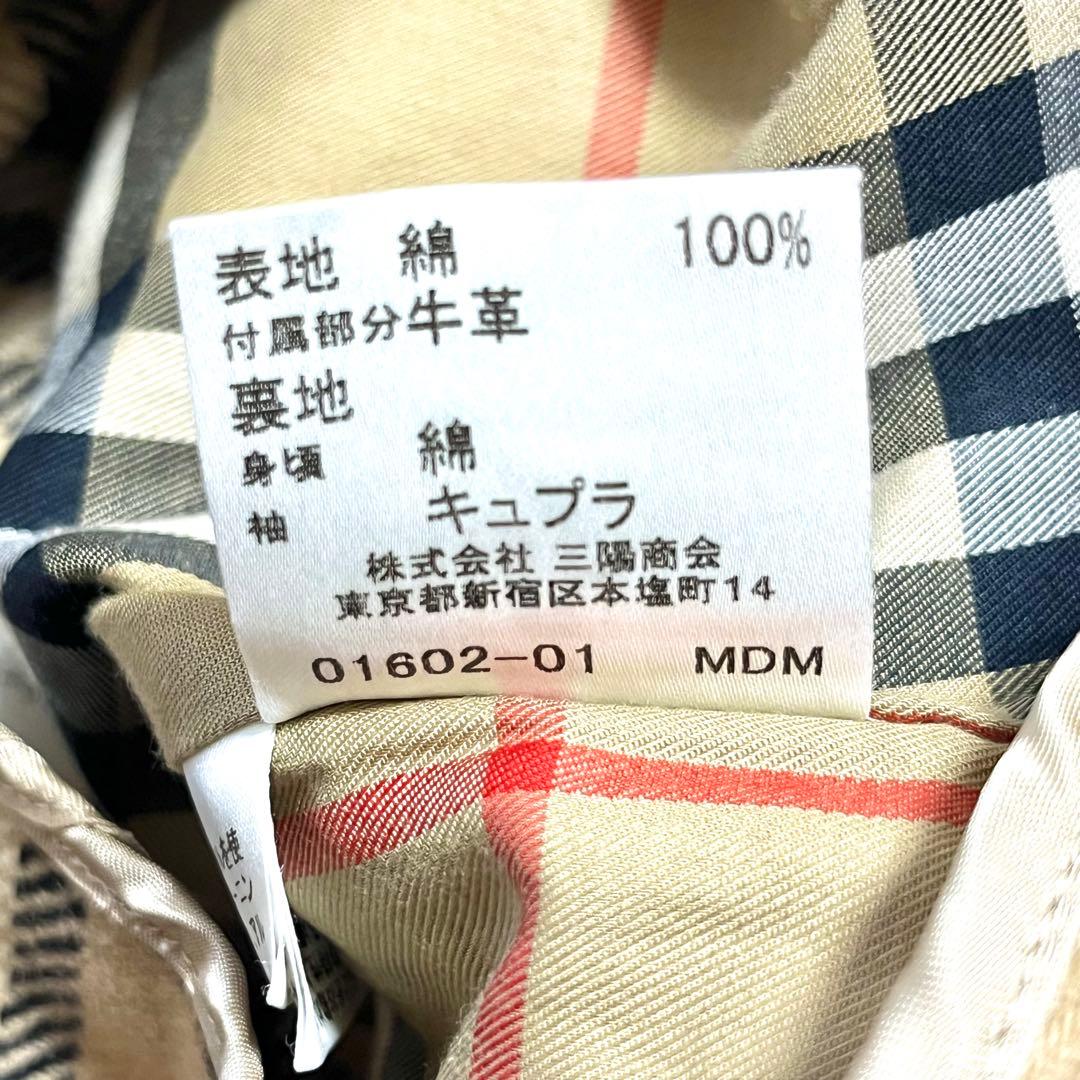 表地 綿 100%
付属部分牛革
裏地
身頃 綿
袖 キュプラ
株式会社 三陽商会
東京都新宿区本塩町14
01602-01 MDM